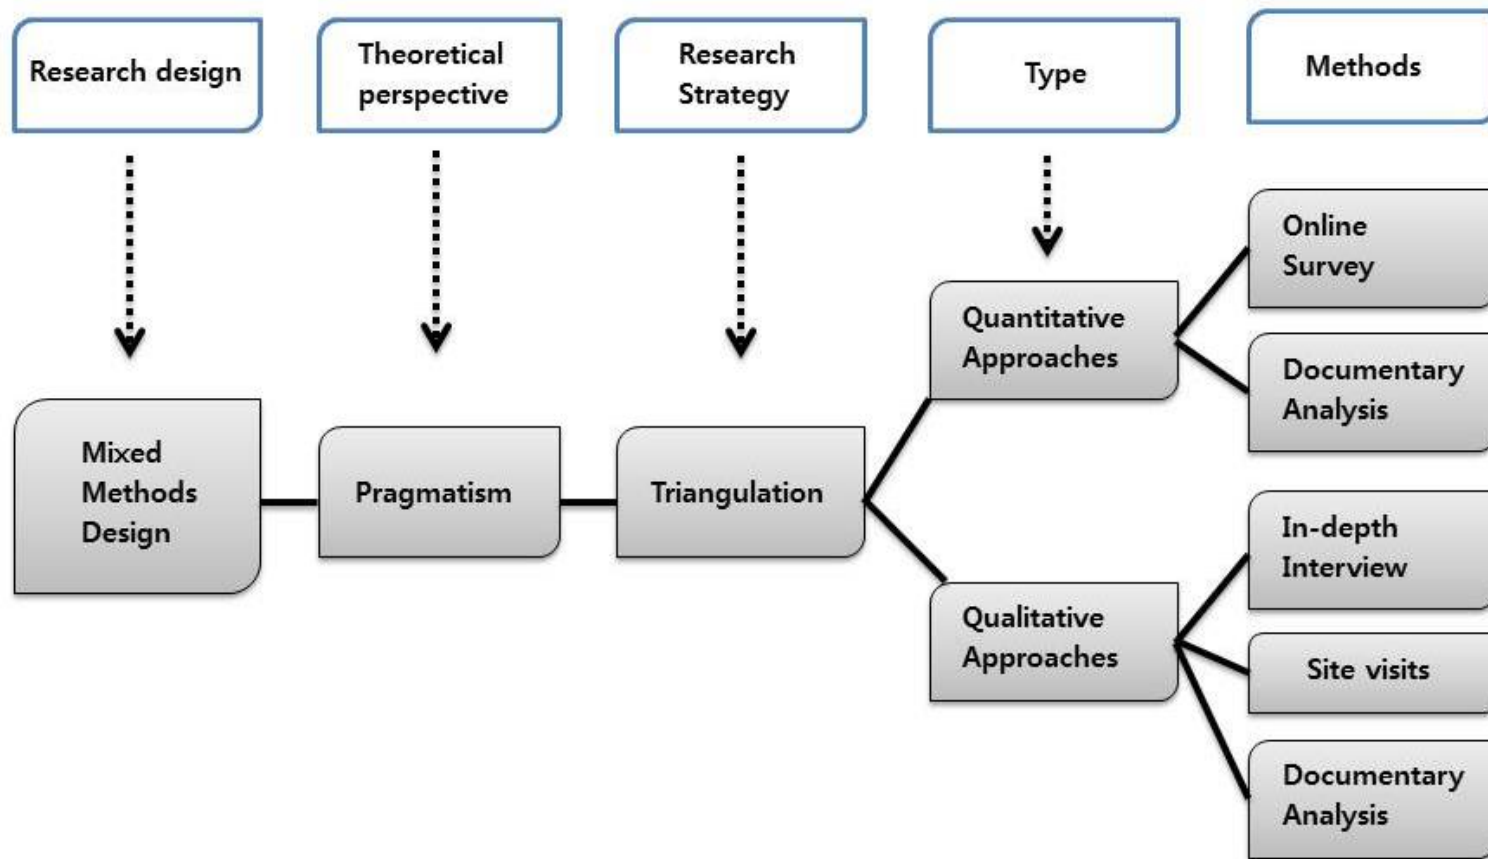 Research design
Theoretical
perspective
Research
Strategy
Type
Methods
Mixed
Methods
Design
Pragmatism
Triangulation
Quantitative
Approaches
Qualitative
Approaches
Online
Survey
Documentary
Analysis
In-depth
Interview
Site visits
Documentary
Analysis